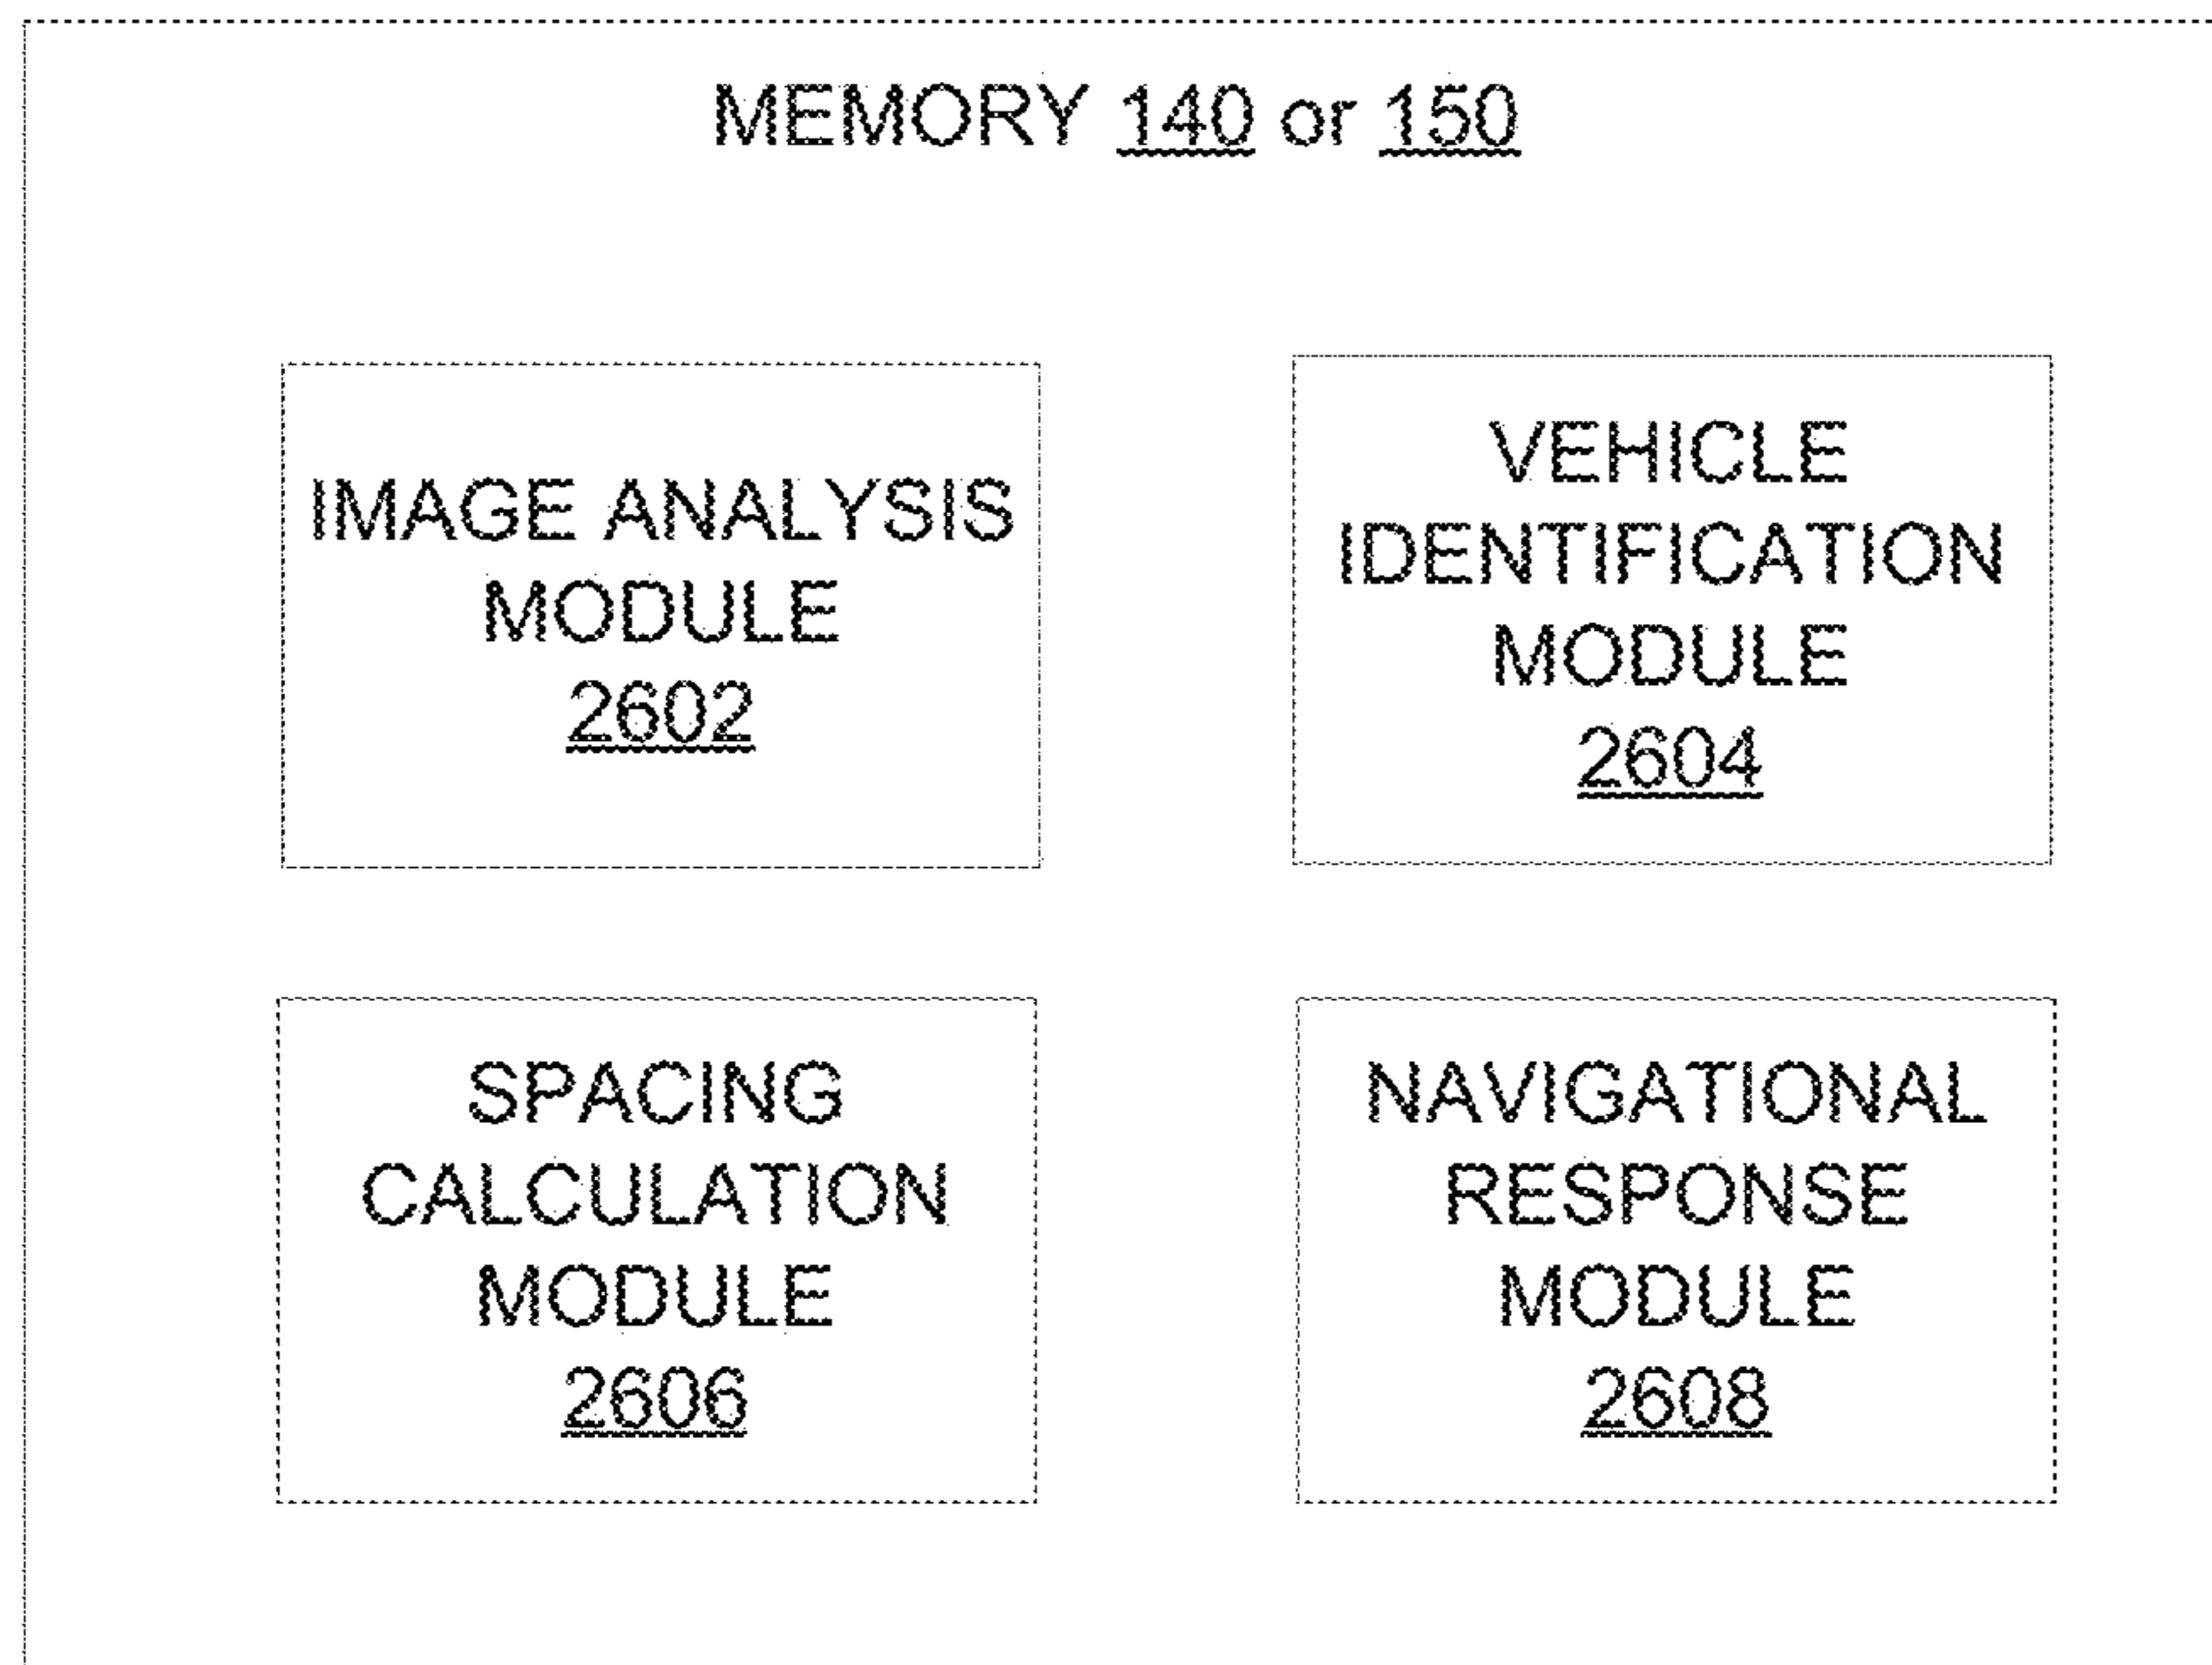 MEMORY 140 or 150
IMAGE ANALYSIS
MODULE
2602
VEHICLE
IDENTIFICATION
MODULE
2604
SPACING
CALCULATION
MODULE
2606
NAVIGATIONAL
RESPONSE
MODULE
2608